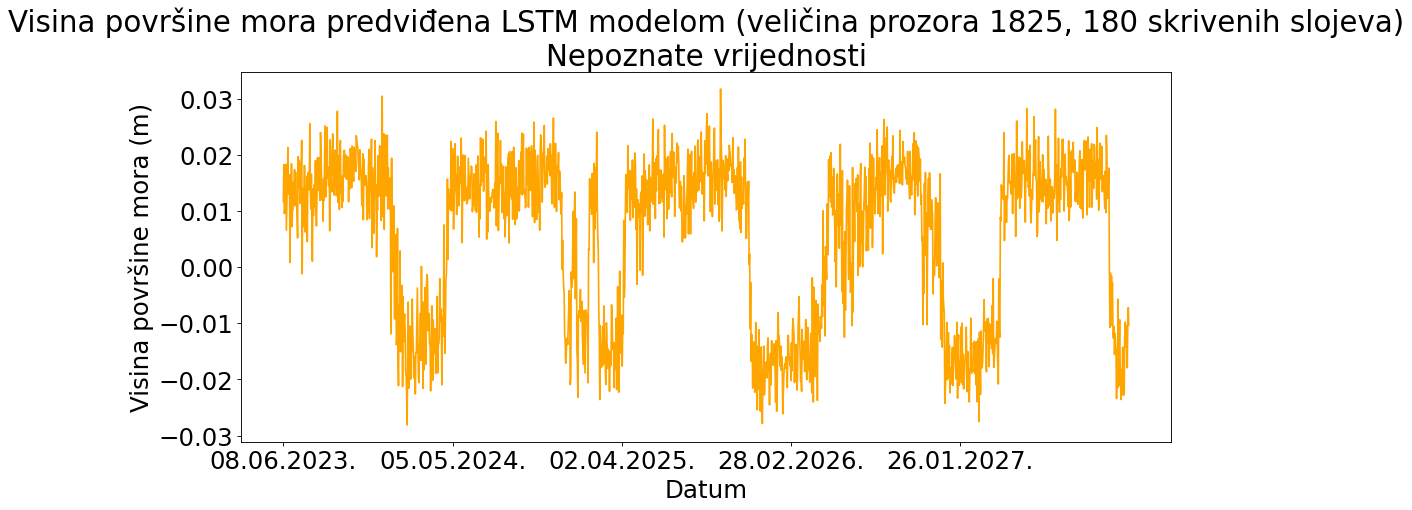 Visina površine mora predviđena LSTM modelom (veličina prozora 1825, 180 skrivenih slojeva)
Nepoznate vrijednosti
Visina površine mora (m)
0.03
0.02
0.01
0.00
−0.01
−0.02
−0.03
08.06.2023. 05.05.2024. 02.04.2025. 28.02.2026. 26.01.2027.
Datum